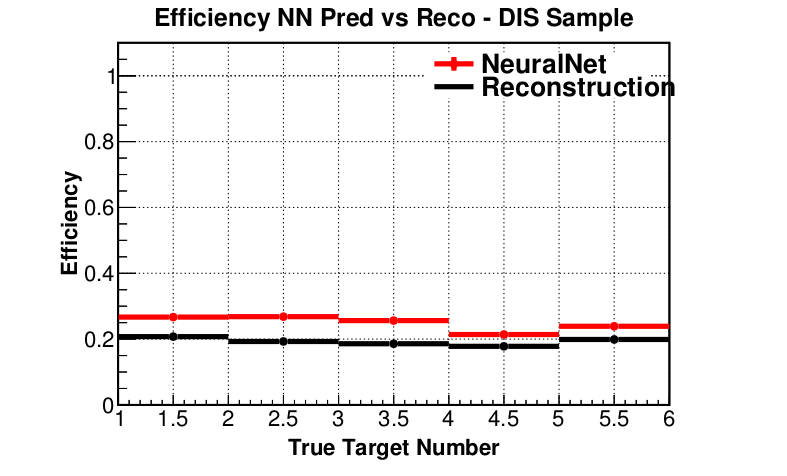 Efficiency NN Pred vs Reco - DIS Sample
NeuralNet
Reconstruction
Efficiency
1
0.8
0.6
0.4
0.2
0
1 1.5 2 2.5 3 3.5 4 4.5 5 5.5 6
True Target Number